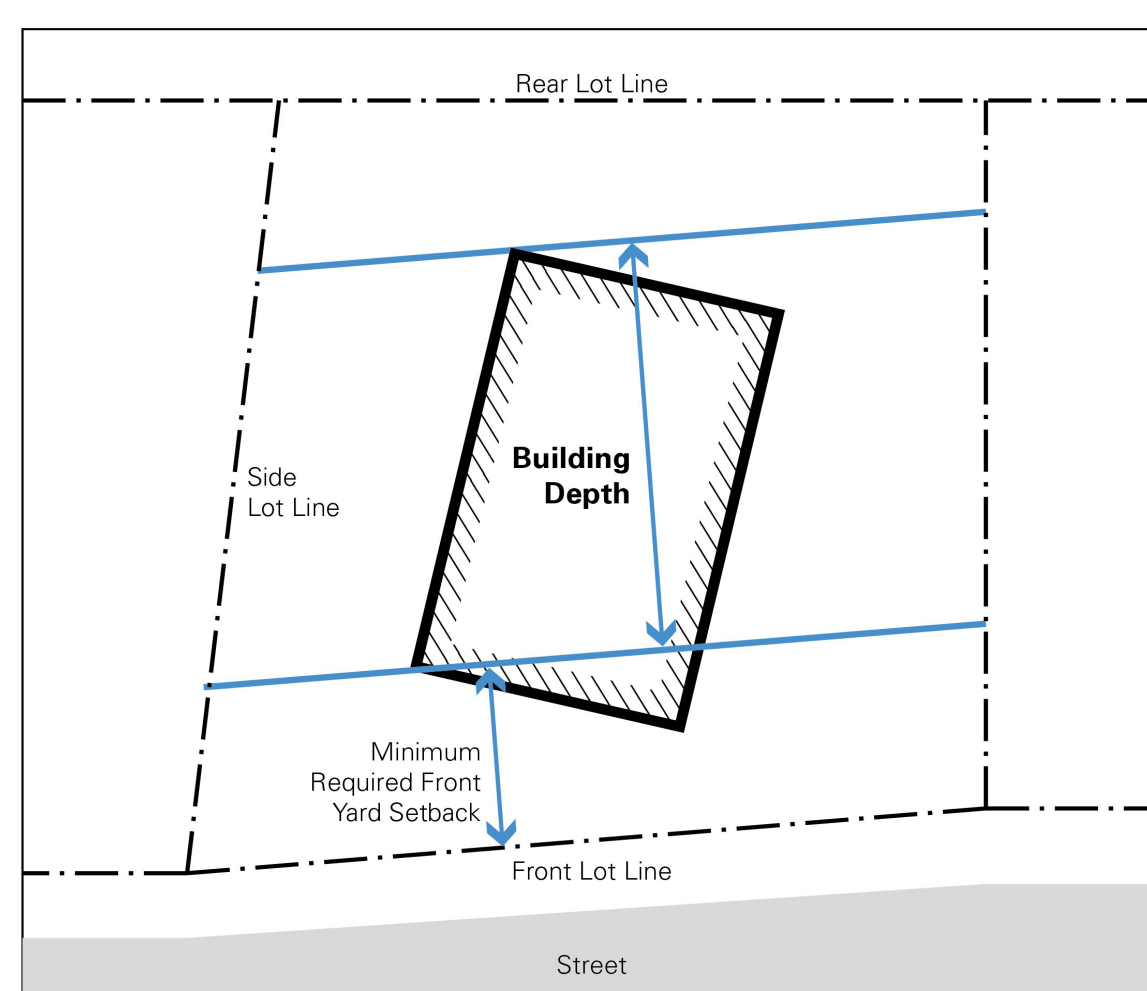 Rear Lot Line
Building
Depth
Side
Lot Line
Minimum
Required Front
Yard Setback
Front Lot Line
Street